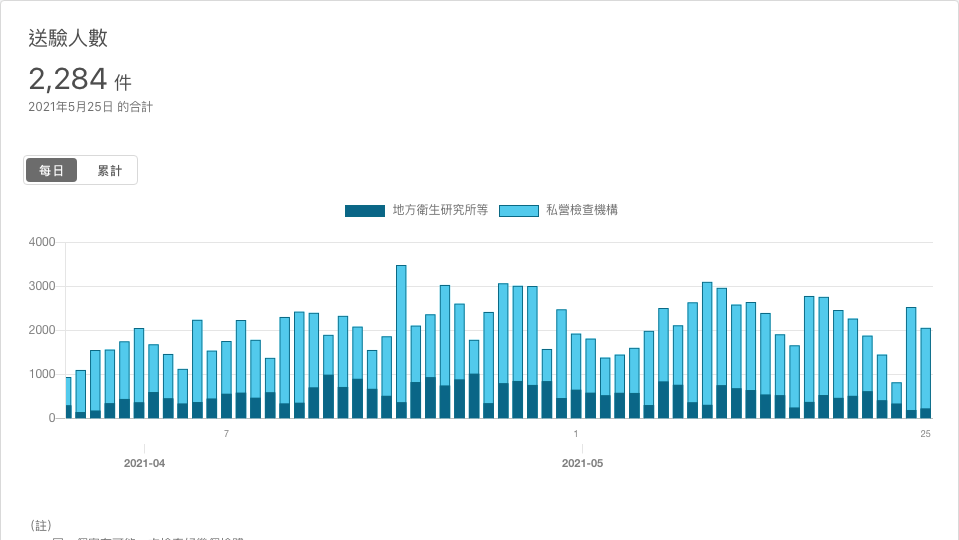 送驗人數
2,284 件
2021年5月25日 的合計
每日 累計
地方衛生研究所等 私營檢查機構
4000
3000
2000
1000
0
7 1 25
2021-04 2021-05
（註）